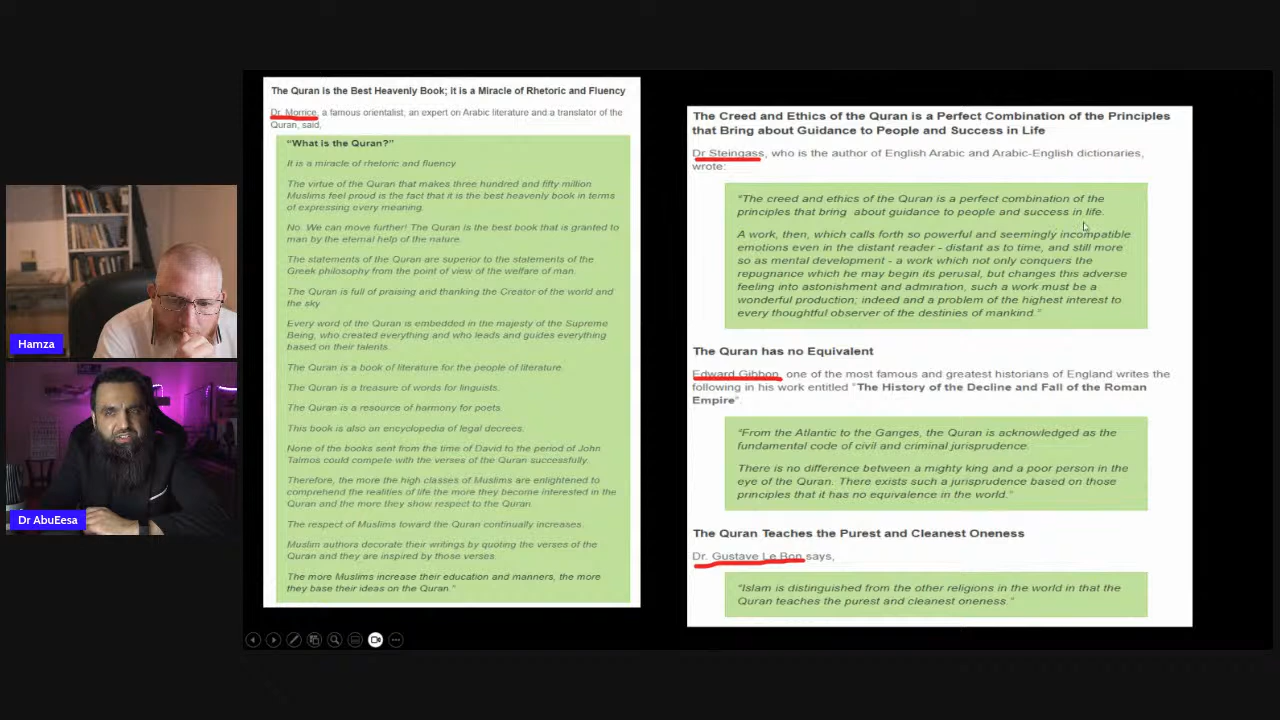 The Quran is the Best Heavenly Book; it is a Miracle of Rhetoric and Fluency
Dr. Morrice, a famous orientalist, an expert on Arabic literature and a translator of the
Quran, said,
“What is the Quran?”
It is a miracle of rhetoric and fluency
The virtue of the Quran that makes three hundred and fifty million
Muslims feel proud is the fact that it is the best heavenly book in terms
of expressing every meaning.
No. We can move further! The Quran is the best book that is granted to
man by the eternal help of the nature.
The statements of the Quran are superior to the statements of the
Greek philosophy from the point of view of the welfare of man.
The Quran is full of praising and thanking the Creator of the world and
the sky
Every word of the Quran is embedded in the majesty of the Supreme
Being, who created everything and who leads and guides everything
based on their talents.
The Quran is a book of literature for the people of literature.
The Quran is a treasure of words for linguists.
The Quran is a resource of harmony for poets.
This book is also an encyclopedia of legal decrees.
None of the books sent from the time of David to the period of John
Talmos could compete with the verses of the Quran successfully.
Therefore, the more the high classes of Muslims are enlightened to
comprehend the realities of life the more they become interested in the
Quran and the more they show respect to the Quran
The respect of Muslims toward the Quran continually increases.
Muslim authors decorate their writings by quoting the verses of the
Quran and they are inspired by those verses.
The more Muslims increase their education and manners, the more
they base their ideas on the Quran.”
The Creed and Ethics of the Quran is a Perfect Combination of the Principles
that Bring about Guidance to People and Success in Life
Dr Steingass, who is the author of English Arabic and Arabic-English dictionaries,
wrote:
“The creed and ethics of the Quran is a perfect combination of the
principles that bring about guidance to people and success in life.
A work, then, which calls forth so powerful and seemingly incompatible
emotions even in the distant reader - distant as to time, and still more
so as mental development - a work which not only conquers the
repugnance which he may begin its perusal, but changes this adverse
feeling into astonishment and admiration, such a work must be a
wonderful production; indeed and a problem of the highest interest to
every thoughtful observer of the destinies of mankind.”
The Quran has no Equivalent
Edward Gibbon, one of the most famous and greatest historians of England writes the
following in his work entitled “The History of the Decline and Fall of the Roman
Empire”.
“From the Atlantic to the Ganges, the Quran is acknowledged as the
fundamental code of civil and criminal jurisprudence.
There is no difference between a mighty king and a poor person in the
eye of the Quran. There exists such a jurisprudence based on those
principles that it has no equivalence in the world.”
The Quran Teaches the Purest and Cleanest Oneness
Dr. Gustave Le Bon says,
“Islam is distinguished from the other religions in the world in that the
Quran teaches the purest and cleanest oneness.”
Hamza
Dr AbuEesa